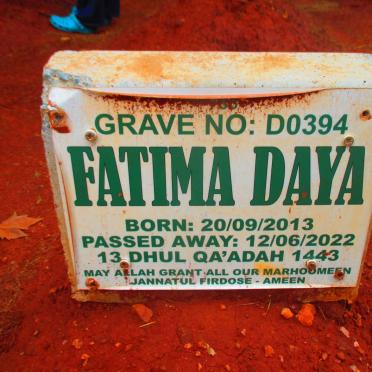 GRAVE NO: D0394
FATIMA DAYA
BORN: 20/09/2013
PASSED AWAY: 12/06/2022
13 DHUL QA'ADAH 1443
MAY ALLAH GRANT ALL OUR MARHOOMEEN
JANNATUL FIRDOSE - AMEEN